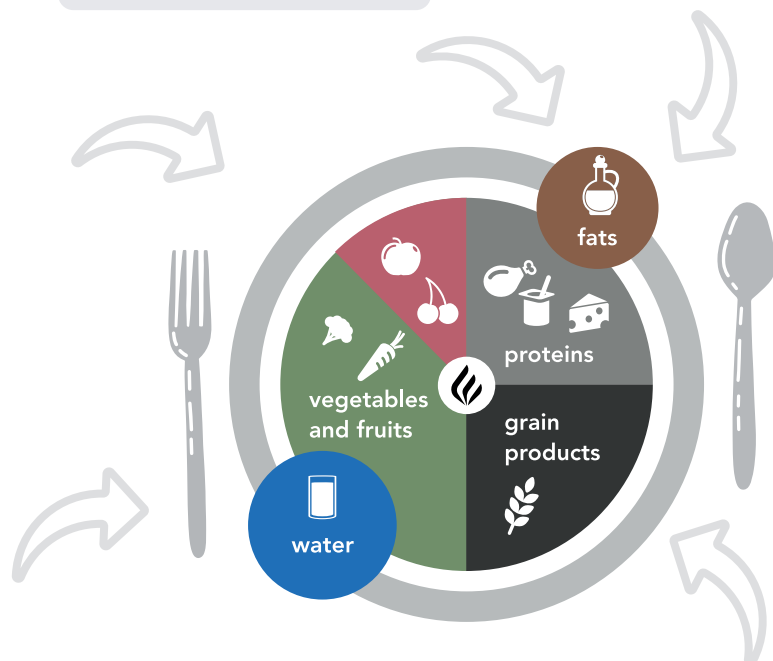 fats
proteins
vegetables
and fruits
grain
products
water